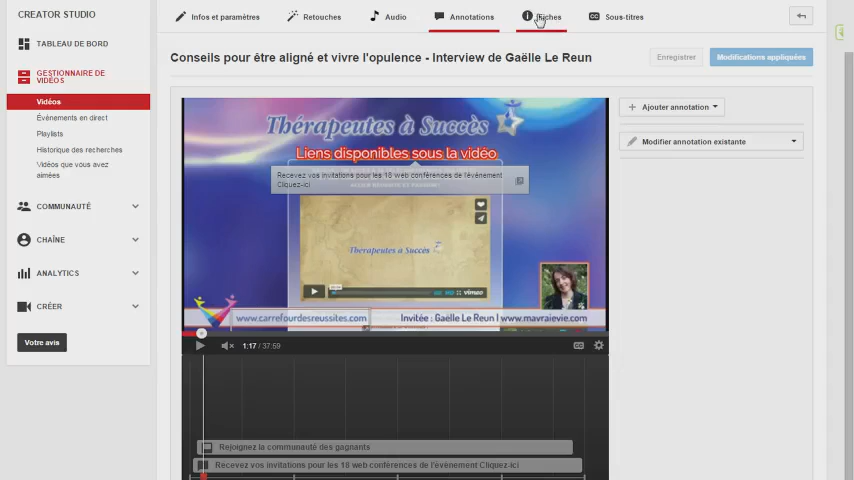 CREATOR STUDIO
TABLEAU DE BORD
GESTIONNAIRE DE
VIDÉOS
Vidéos
Événements en direct
Playlists
Historique des recherches
Vidéos que vous avez
aimées
COMMUNAUTÉ
CHAÎNE
ANALYTICS
CRÉER
Votre avis
Infos et paramètres
Retouches
Audio
Annotations
Fiches
Sous-titres
Conseils pour être aligné et vivre l'opulence - Interview de Gaëlle Le Reun
Enregistrer
Modifications appliquées
Thérapeutes à Succès
Liens disponibles sous la vidéo
Recevez vos invitations pour les 18 web conférences de l'événement
Cliquez-ici
Thérapeutes à Succès
vimeo
www.carrefourdesreussites.com
Invitée : Gaëlle Le Reun I www.mavraievie.com
1:17 / 37:59
Rejoignez la communauté des gagnants
Recevez vos invitations pour les 18 web conférences de l'événement Cliquez-ici
Ajouter annotation
Modifier annotation existante